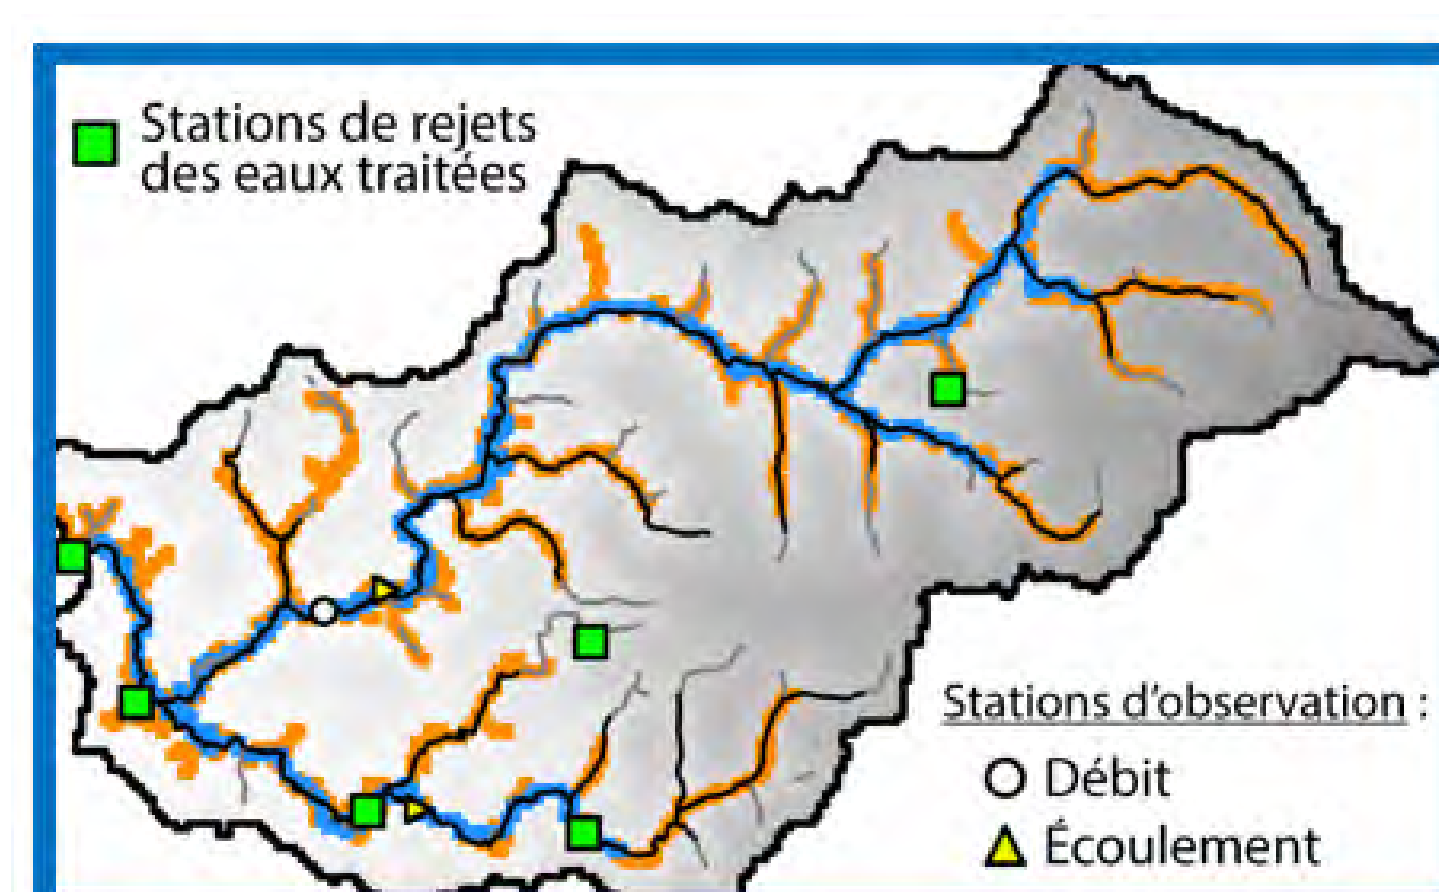 Stations de rejets
des eaux traitées
Stations d'observation :
Débit
Écoulement